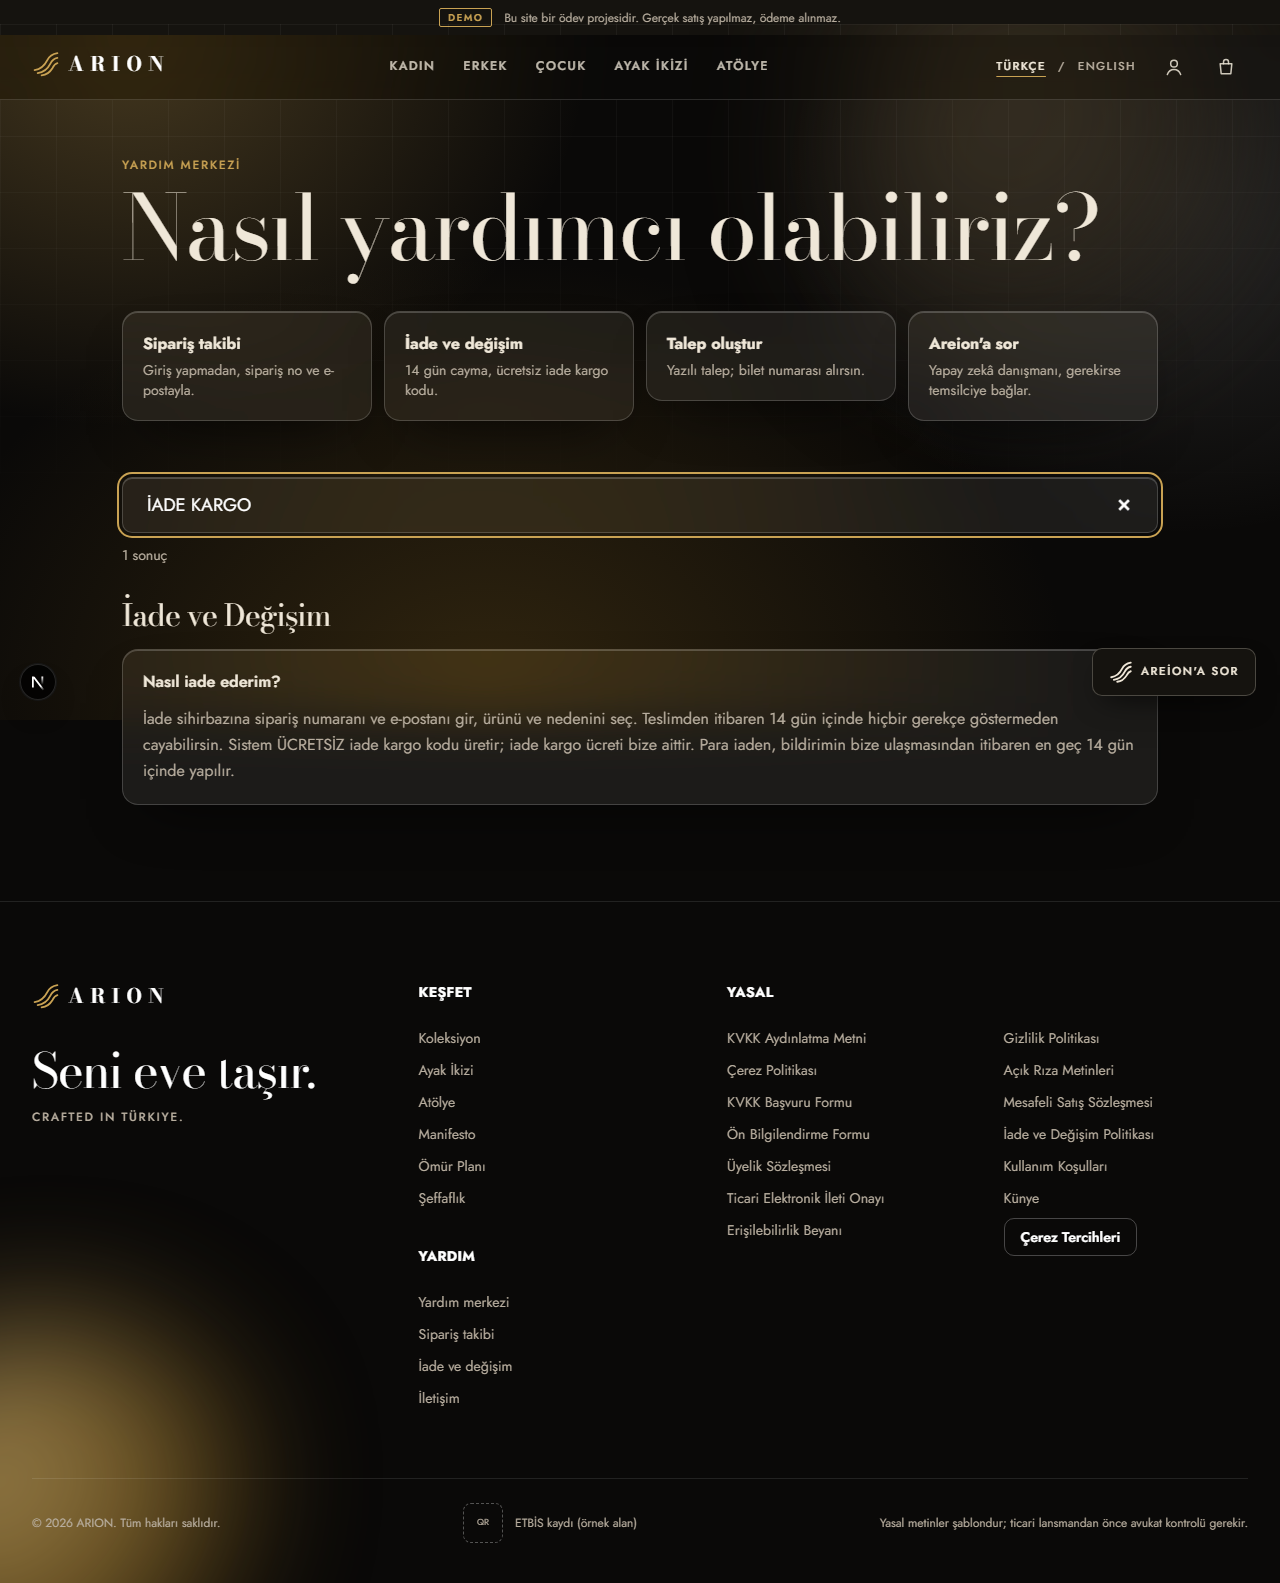 DEMO Bu site bir ödev projesidir. Gerçek satış yapılmaz, ödeme alınmaz.
ARION KADIN ERKEK ÇOCUK AYAK İKİZİ ATÖLYE TÜRKÇE / ENGLISH
YARDIM MERKEZİ
Nasıl yardımcı olabiliriz?
Sipariş takibi
Giriş yapmadan, sipariş no ve e-
postayla.
İade ve değişim
14 gün cayma, ücretsiz iade kargo
kodu.
Talep oluştur
Yazılı talep; bilet numarası alırsın.
Areion'a sor
Yapay zekâ danışmanı, gerekirse
temsilciye bağlar.
İADE KARGO ×
1 sonuç
İade ve Değişim
Nasıl iade ederim?
İade sihirbazına sipariş numaranı ve e-postanı gir, ürünü ve nedenini seç. Teslimden itibaren 14 gün içinde hiçbir gerekçe göstermeden
cayabilirsin. Sistem ÜCRETSİZ iade kargo kodu üretir; iade kargo ücreti bize aittir. Para iaden, bildirimin bize ulaşmasından itibaren en geç 14 gün
içinde yapılır.
N
AREİON'A SOR
ARION
Seni eve taşır.
CRAFTED IN TÜRKIYE.
KEŞFET
Koleksiyon
Ayak İkizi
Atölye
Manifesto
Ömür Planı
Şeffaflık
YARDIM
Yardım merkezi
Sipariş takibi
İade ve değişim
İletişim
YASAL
KVKK Aydınlatma Metni
Çerez Politikası
KVKK Başvuru Formu
Ön Bilgilendirme Formu
Üyelik Sözleşmesi
Ticari Elektronik İleti Onayı
Erişilebilirlik Beyanı
Gizlilik Politikası
Açık Rıza Metinleri
Mesafeli Satış Sözleşmesi
İade ve Değişim Politikası
Kullanım Koşulları
Künye
Çerez Tercihleri
© 2026 ARION. Tüm hakları saklıdır.
QR ETBİS kaydı (örnek alan)
Yasal metinler şablondur; ticari lansmandan önce avukat kontrolü gerekir.